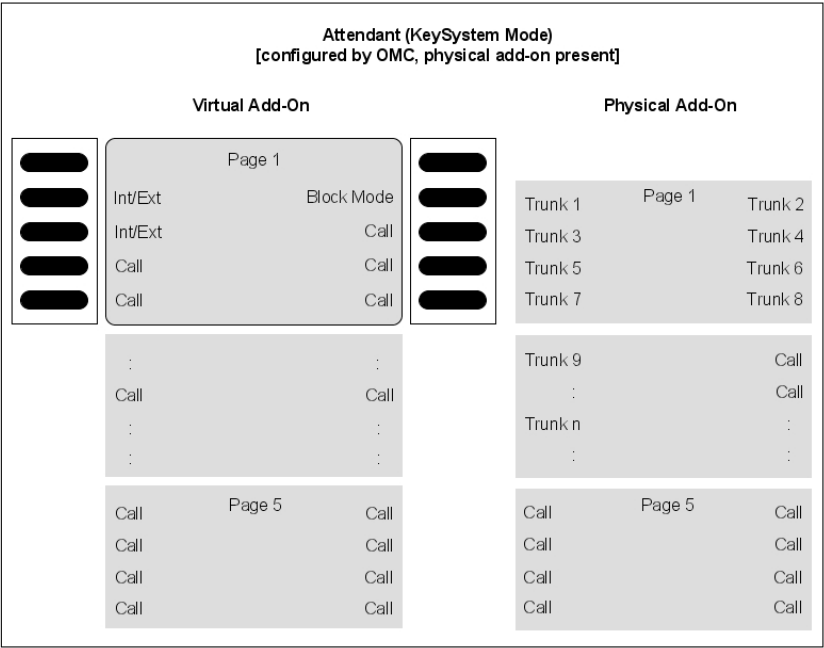 Attendant (KeySystem Mode)
[configured by OMC, physical add-on present]
Virtual Add-On
Page 1
Int/Ext Block Mode
Int/Ext Call
Call Call
Call Call
: :
Call Call
: :
: :
Page 5
Call Call
Call Call
Call Call
Call Call
Physical Add-On
Page 1
Trunk 1 Trunk 2
Trunk 3 Trunk 4
Trunk 5 Trunk 6
Trunk 7 Trunk 8
Trunk 9 Call
: Call
Trunk n :
: :
Page 5
Call Call
Call Call
Call Call
Call Call